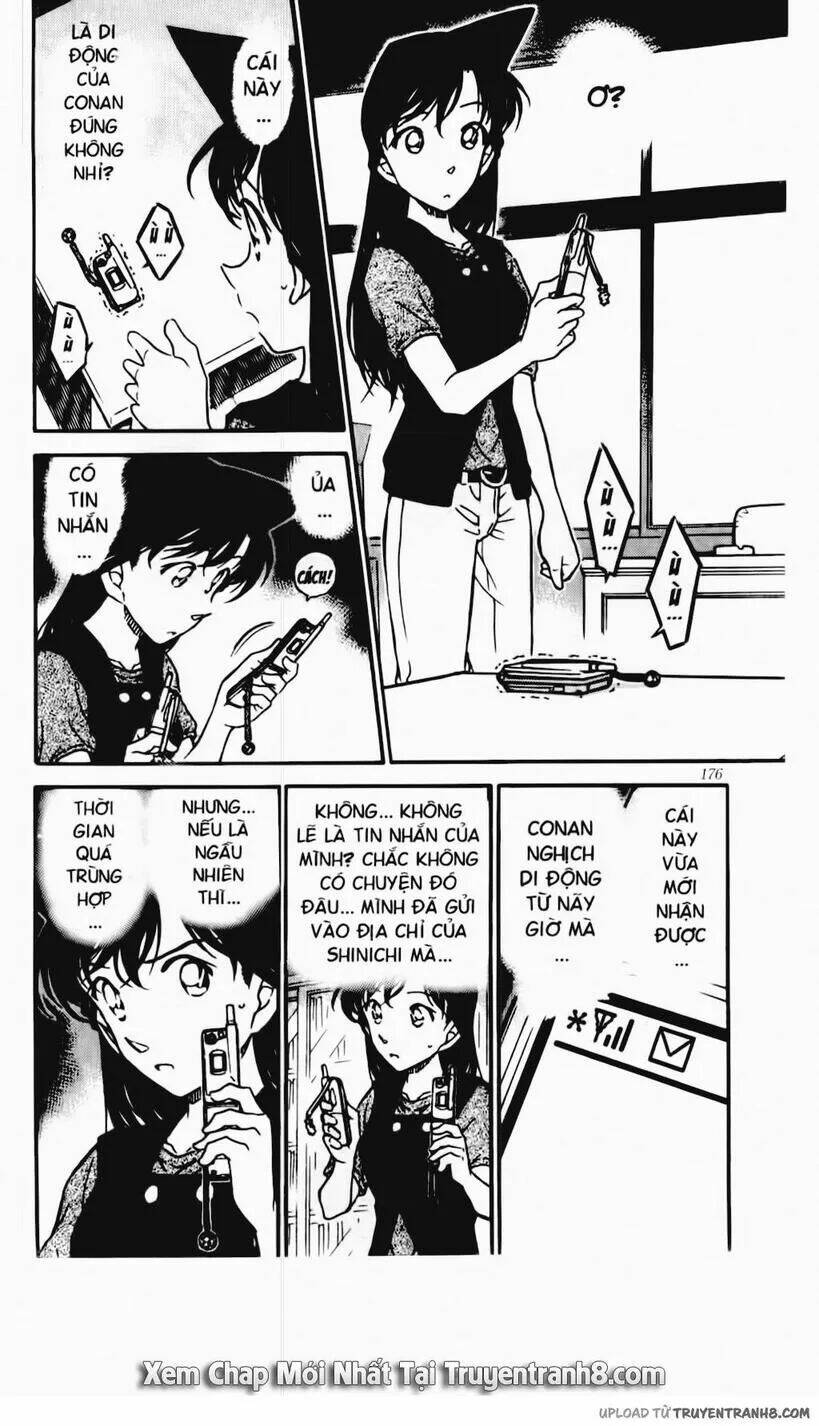 Ơ?
Ù
Ù
...
Ù
Ù
...
CÁI
NÀY
...
LÀ DI
ĐỘNG
CỦA
CONAN
ĐÚNG
KHÔNG
NHỈ?
Ù
Ù
...
Ù
Ù
...
ỦA
...
CÁCH!
CÓ
TIN
NHẮN
...
176
CÁI
NÀY
VỪA
MỚI
NHẬN
ĐƯỢC
...
CONAN
NGHỊCH
DI ĐỘNG
TỪ NÃY
GIỜ MÀ
...
KHÔNG... KHÔNG
LẼ LÀ TIN NHẮN CỦA
MÌNH? CHẮC KHÔNG
CÓ CHUYỆN ĐÓ
ĐÂU... MÌNH ĐÃ GỬI
VÀO ĐỊA CHỈ CỦA
SHINICHI MÀ...
NHƯNG...
NẾU LÀ
NGẪU
NHIÊN
THÌ...
THỜI
GIAN
QUÁ
TRÙNG
HỢP
...
Xem Chap Mới Nhất Tại Truyentranh8.com
UPLOAD TỪ TRUYENTRANH8.COM